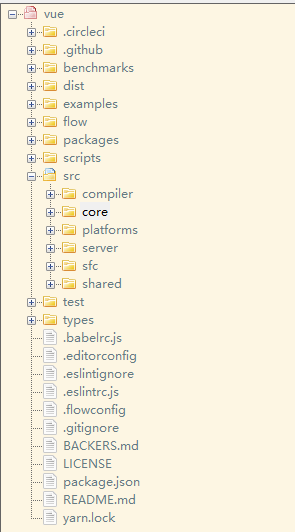 vue
.circleci
.github
benchmarks
dist
examples
flow
packages
scripts
src
compiler
core
platforms
server
sfc
shared
test
types
.babelrc.js
.editorconfig
.eslintignore
.eslintrc.js
.flowconfig
.gitignore
BACKERS.md
LICENSE
package.json
README.md
yarn.lock